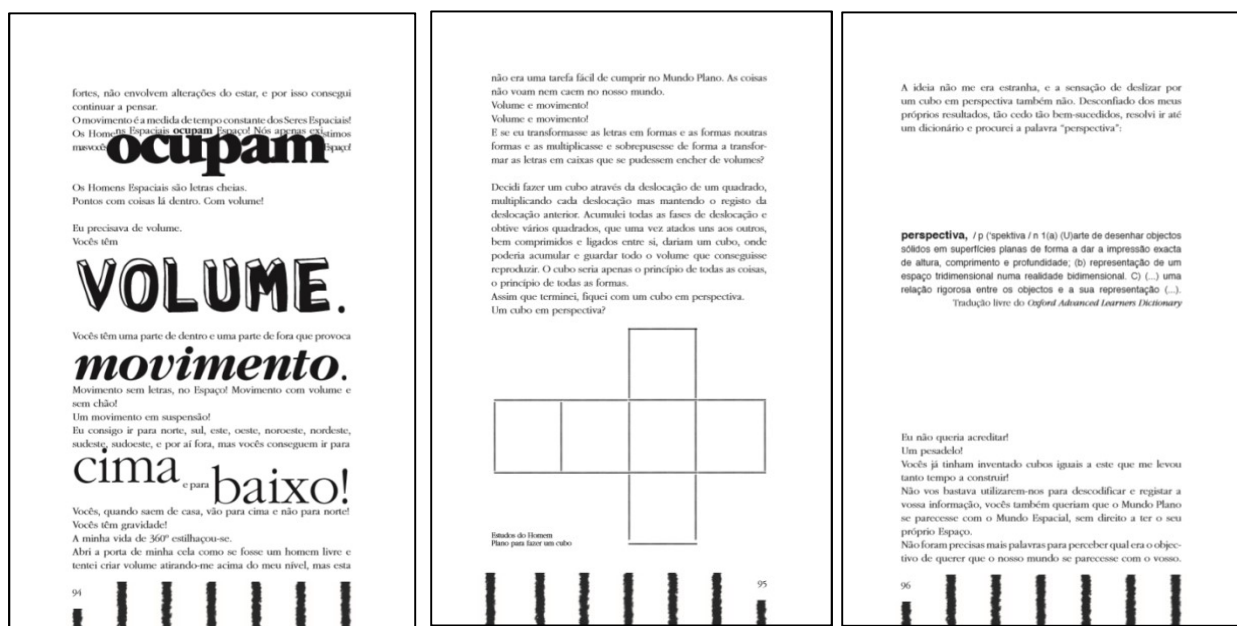 fortes, não envolvem alterações do estar, e por isso consegui
continuar a pensar.
O movimento é a medida de tempo constante dos Seres Espaciais!
Os Homens Espaciais ocupam Espaço! Nós apenas existimos
mas vocês
ocupam
Espaço!
Os Homens Espaciais são letras cheias.
Pontos com coisas lá dentro. Com volume!
Eu precisava de volume.
Vocês têm
VOLUME.
Vocês têm uma parte de dentro e uma parte de fora que provoca
movimento.
Movimento sem letras, no Espaço! Movimento com volume e
sem chão!
Um movimento em suspensão!
Eu consigo ir para norte, sul, este, oeste, noroeste, nordeste,
sudeste, sudoeste, e por aí fora, mas vocês conseguem ir para
cima e para baixo!
Vocês, quando saem de casa, vão para cima e não para norte!
Vocês têm gravidade!
A minha vida de 360º estilhaçou-se.
Abri a porta de minha cela como se fosse um homem livre e
tentei criar volume atirando-me acima do meu nível, mas esta
94
não era uma tarefa fácil de cumprir no Mundo Plano. As coisas
não voam nem caem no nosso mundo.
Volume e movimento!
Volume e movimento!
E se eu transformasse as letras em formas e as formas noutras
formas e as multiplicasse e sobrepusesse de forma a transfor-
mar as letras em caixas que se pudessem encher de volumes?
Decidi fazer um cubo através da deslocação de um quadrado,
multiplicando cada deslocação mas mantendo o registo da
deslocação anterior. Acumulei todas as fases de deslocação e
obtive vários quadrados, que uma vez atados uns aos outros,
bem comprimidos e ligados entre si, dariam um cubo, onde
poderia acumular e guardar todo o volume que conseguisse
reproduzir. O cubo seria apenas o princípio de todas as coisas,
o princípio de todas as formas.
Assim que terminei, fiquei com um cubo em perspectiva.
Um cubo em perspectiva?
Estudos do Homem
Plano para fazer um cubo
95
A ideia não me era estranha, e a sensação de deslizar por
um cubo em perspectiva também não. Desconfiado dos meus
próprios resultados, tão cedo tão bem-sucedidos, resolvi ir até
um dicionário e procurei a palavra “perspectiva”:
perspectiva, / p ('spektiva / n 1(a) (U)arte de desenhar objectos
sólidos em superfícies planas de forma a dar a impressão exacta
de altura, comprimento e profundidade; (b) representação de um
espaço tridimensional numa realidade bidimensional. C) (...) uma
relação rigorosa entre os objectos e a sua representação (...).
Tradução livre do Oxford Advanced Learners Dictionary
Eu não queria acreditar!
Um pesadelo!
Vocês já tinham inventado cubos iguais a este que me levou
tanto tempo a construir!
Não vos bastava utilizarem-nos para descodificar e registar a
vossa informação, vocês também queriam que o Mundo Plano
se parecesse com o Mundo Espacial, sem direito a ter o seu
próprio Espaço.
Não foram precisas mais palavras para perceber qual era o objec-
tivo de querer que o nosso mundo se parecesse com o vosso.
96